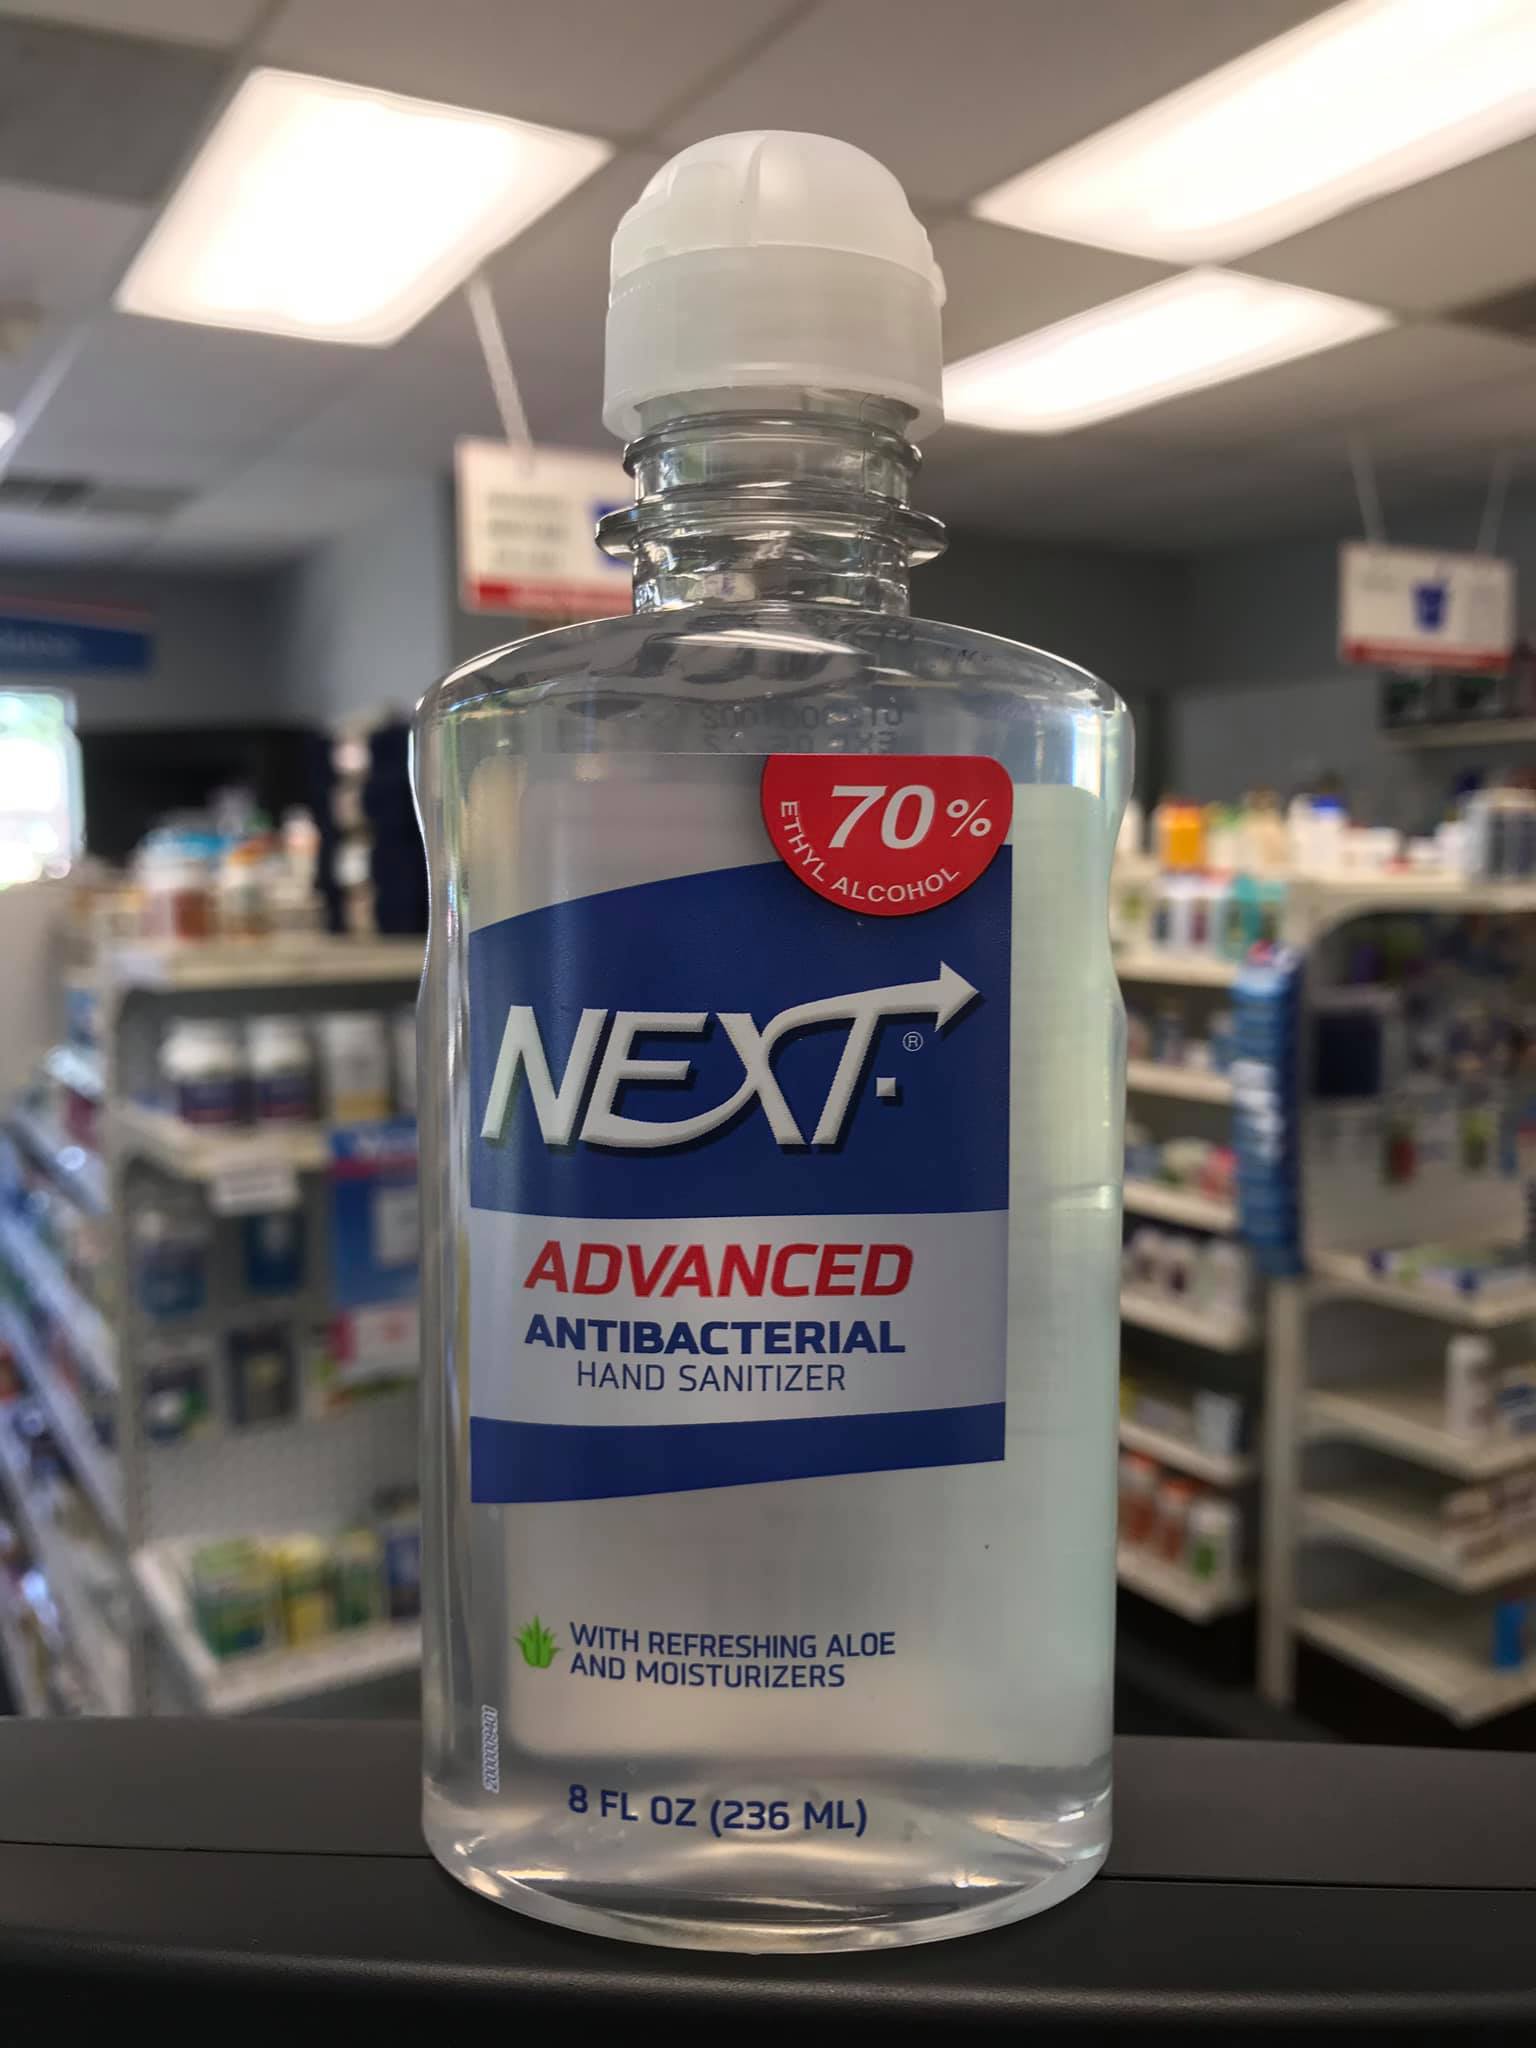 70%
ETHYL ALCOHOL
NEXT.®
ADVANCED
ANTIBACTERIAL
HAND SANITIZER
WITH REFRESHING ALOE
AND MOISTURIZERS
8 FL OZ (236 ML)